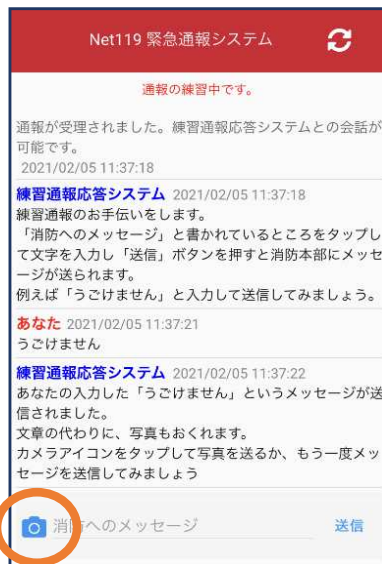 Net119 緊急通報システム
通報の練習中です。
通報が受理されました。練習通報応答システムとの会話が
可能です。
2021/02/05 11:37:18
練習通報応答システム 2021/02/05 11:37:18
練習通報のお手伝いをします。
「消防へのメッセージ」と書かれているところをタップし
て文字を入力し「送信」ボタンを押すと消防本部にメッセ
ージが送られます。
例えば「うごけません」と入力して送信してみましょう。
あなた 2021/02/05 11:37:21
うごけません
練習通報応答システム 2021/02/05 11:37:22
あなたの入力した「うごけません」というメッセージが送
信されました。
文章の代わりに、写真もおくれます。
カメラアイコンをタップして写真を送るか、もう一度メッ
セージを送信してみましょう
消防へのメッセージ 送信